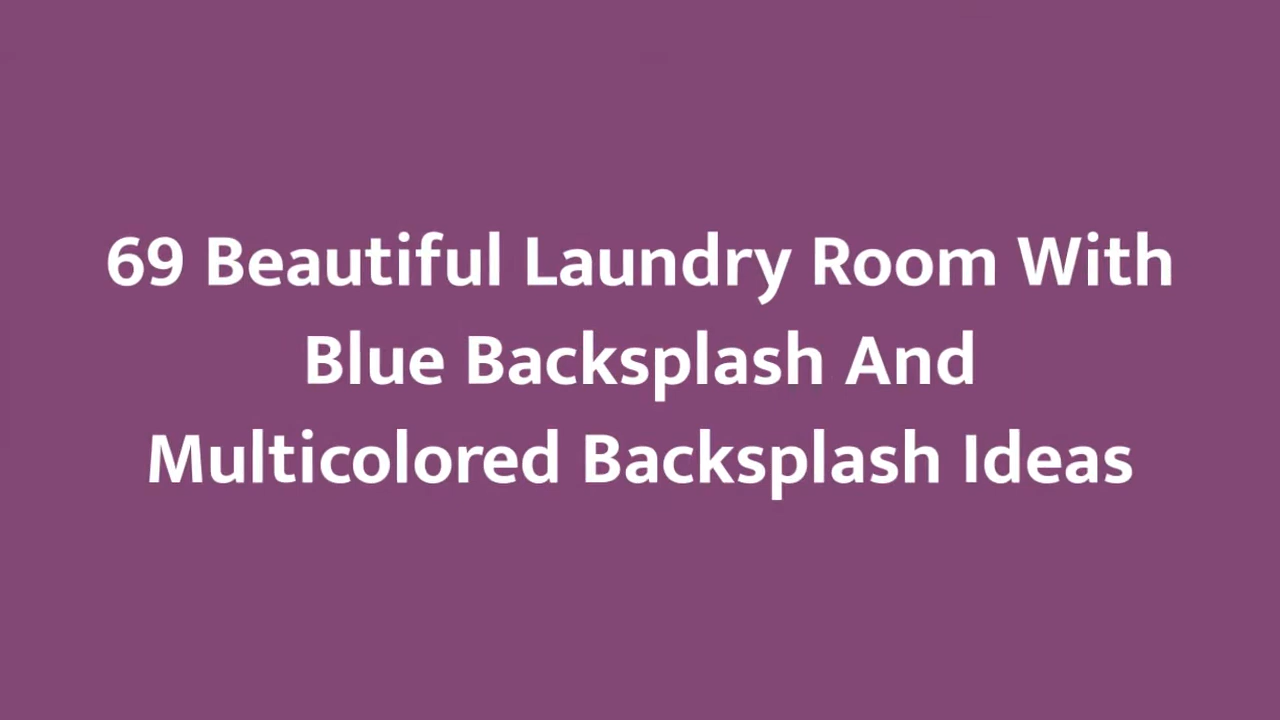 69 Beautiful Laundry Room With
Blue Backsplash And
Multicolored Backsplash Ideas